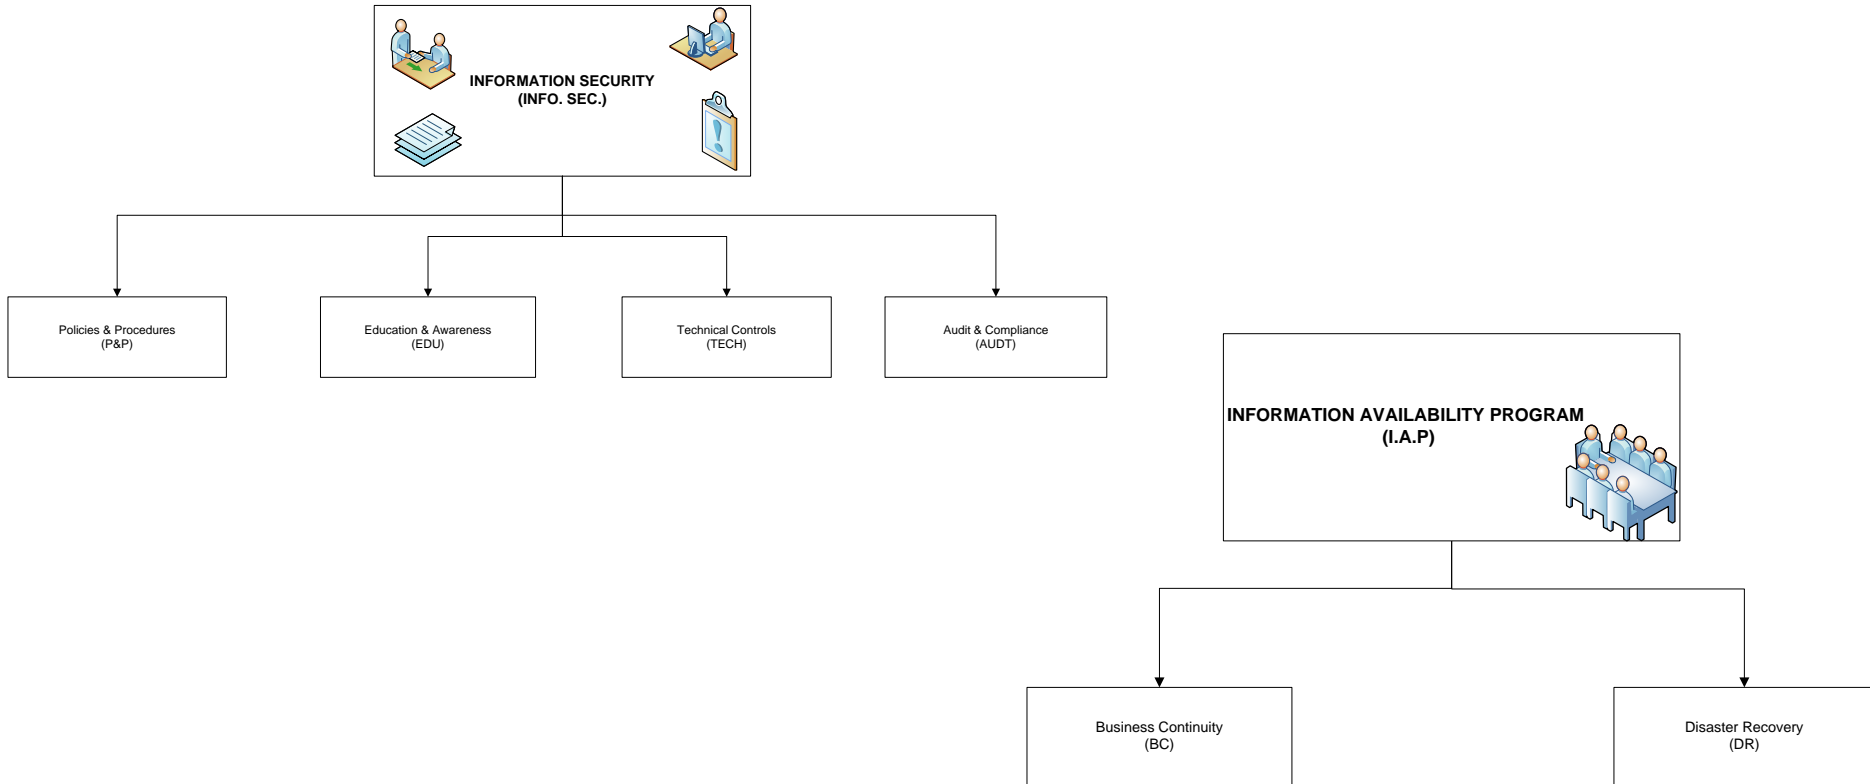 INFORMATION SECURITY
(INFO. SEC.)
Policies & Procedures
(P&P)
Education & Awareness
(EDU)
Technical Controls
(TECH)
Audit & Compliance
(AUDT)
INFORMATION AVAILABILITY PROGRAM
(I.A.P)
Business Continuity
(BC)
Disaster Recovery
(DR)